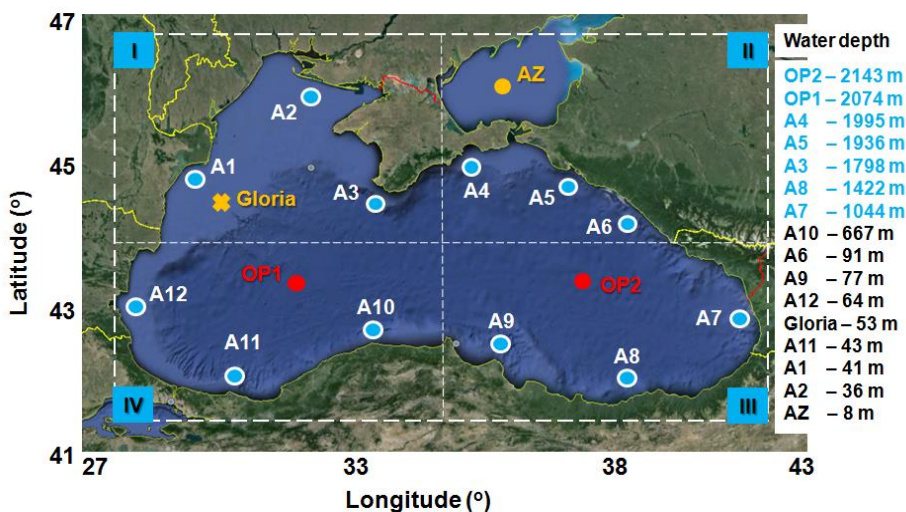 47
I
II
Water depth
AZ
A2
OP2 – 2143 m
OP1 – 2074 m
A4 – 1995 m
A5 – 1936 m
A3 – 1798 m
A8 – 1422 m
A7 – 1044 m
A10 – 667 m
A6 – 91 m
A9 – 77 m
A12 – 64 m
Gloria – 53 m
A11 – 43 m
A1 – 41 m
A2 – 36 m
AZ – 8 m
45
A1
Gloria
A3
A4
A5
A6
Latitude (º)
OP1
OP2
43
A12
A10
A9
A7
A11
A8
IV
III
41
27
33
38
43
Longitude (º)